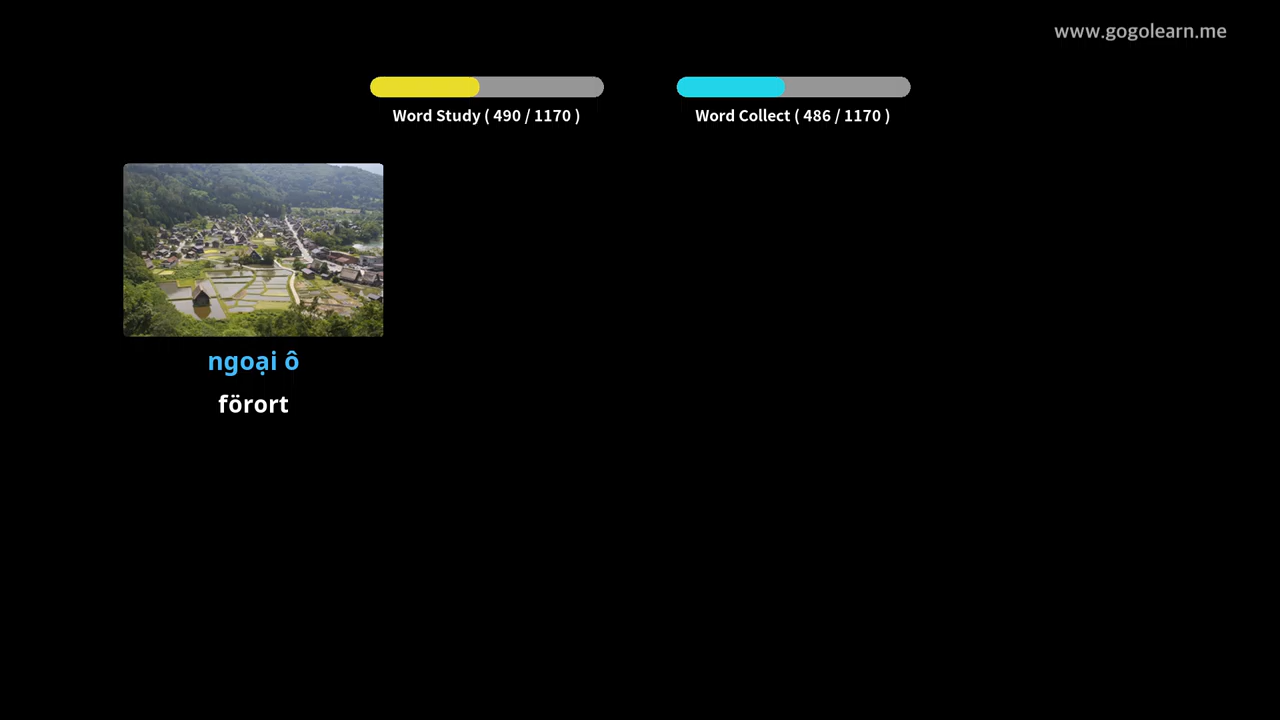 www.gogolearn.me
Word Study ( 490 / 1170 )
Word Collect ( 486 / 1170 )
ngoại ô
förort